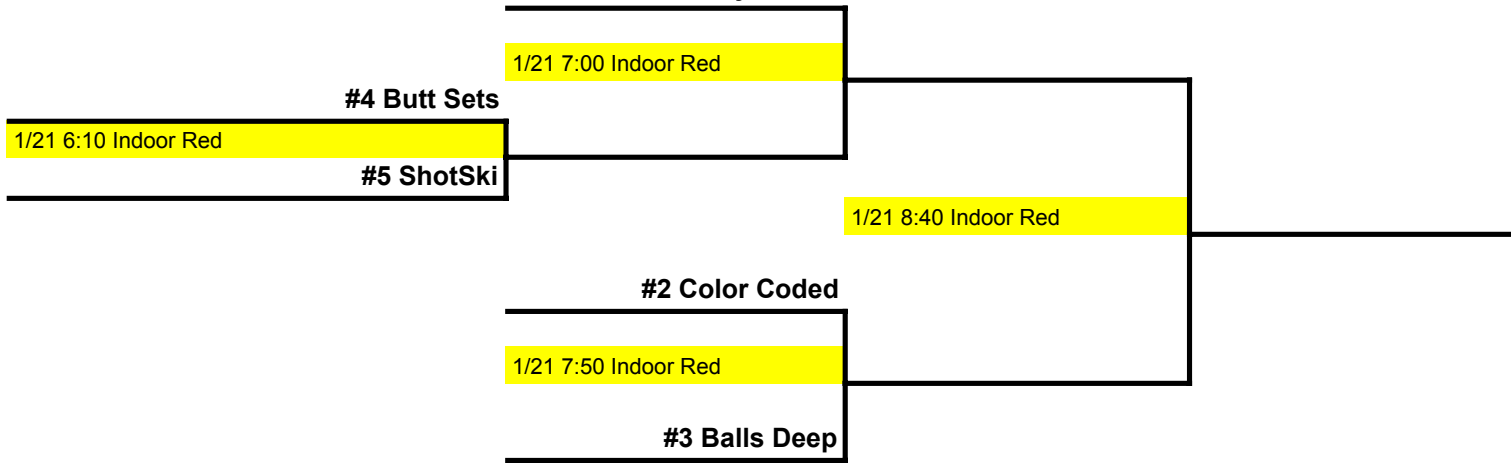 1/21 7:00 Indoor Red
#4 Butt Sets
1/21 6:10 Indoor Red
#5 ShotSki
1/21 8:40 Indoor Red
#2 Color Coded
1/21 7:50 Indoor Red
#3 Balls Deep